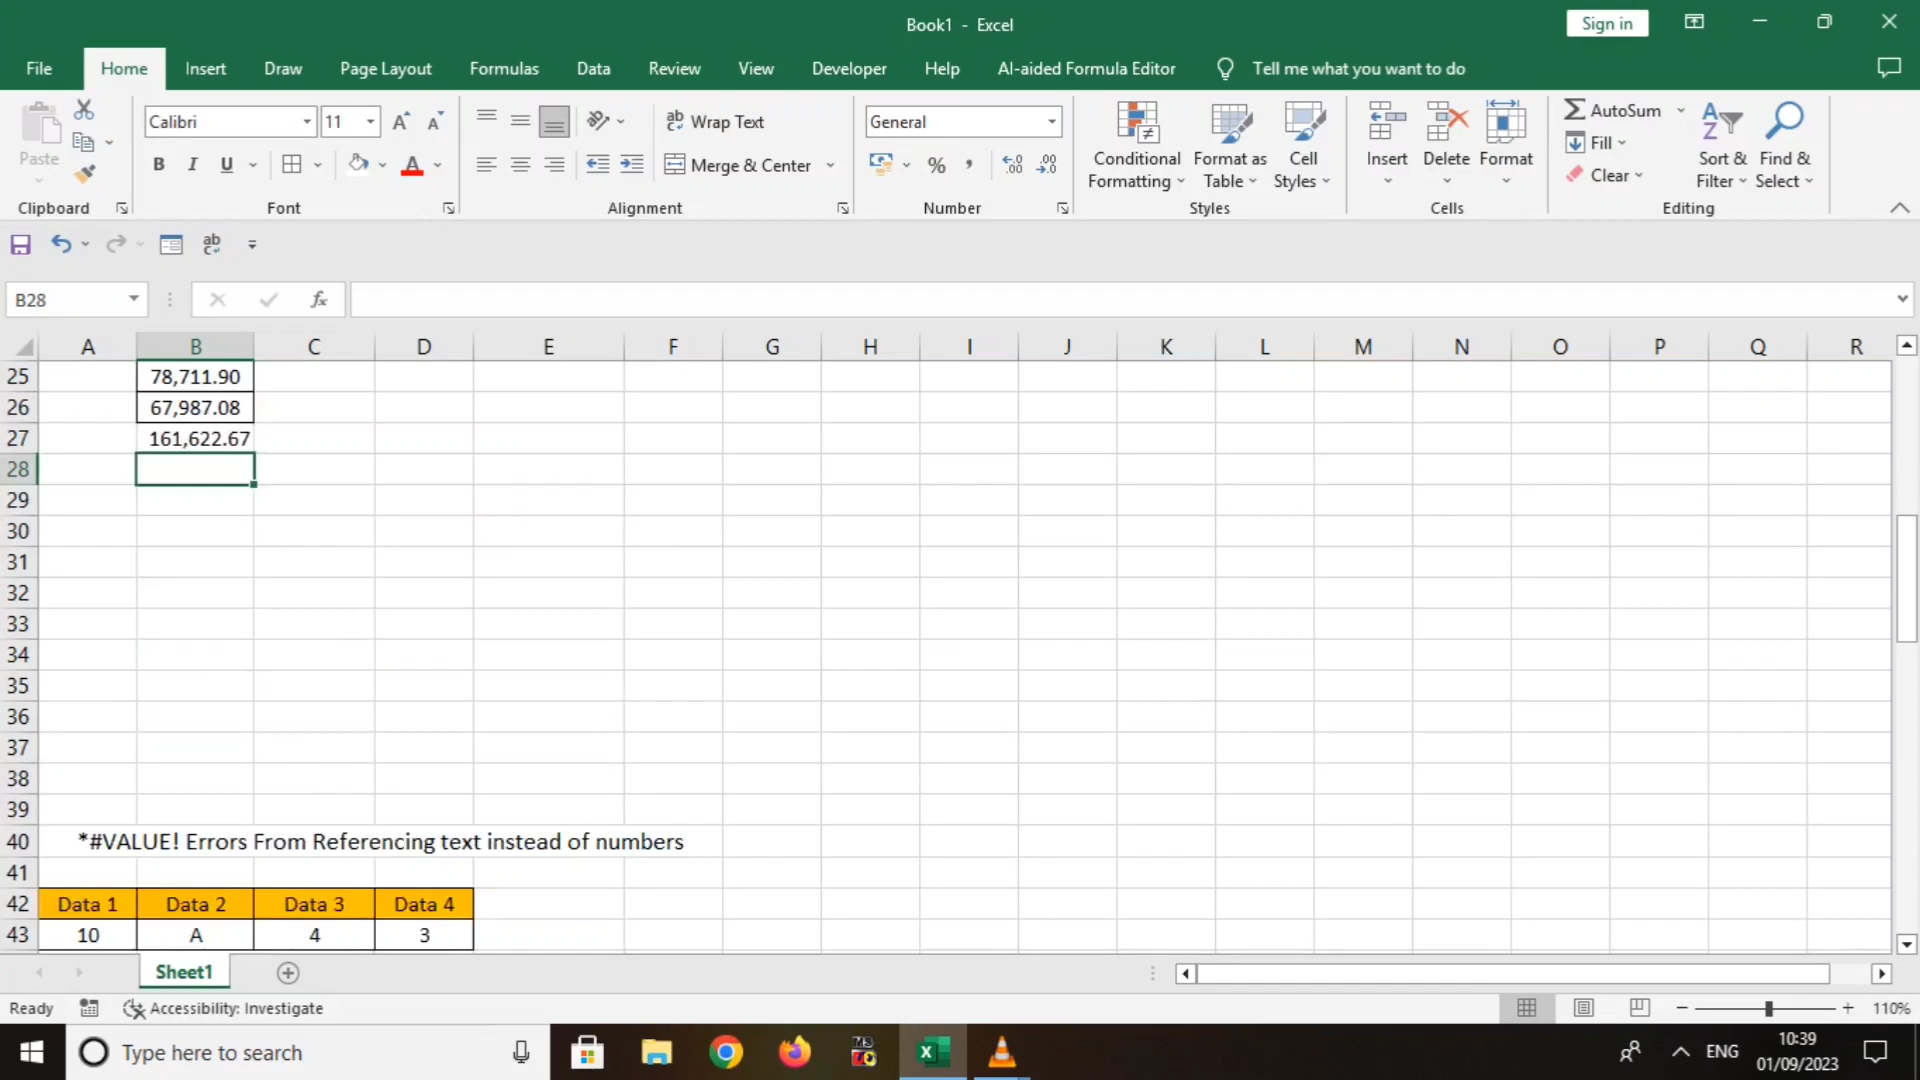 Book1 - Excel
Sign in
File Home Insert Draw Page Layout Formulas Data Review View Developer Help AI-aided Formula Editor Tell me what you want to do
Paste
Calibri 11
B I U
ab Wrap Text
Merge & Center
General
% ,
Conditional Formatting
Format as Table
Cell Styles
Insert
Delete
Format
AutoSum
Fill
Clear
Sort & Filter
Find & Select
Clipboard Font Alignment Number Styles Cells Editing
B28
fx
A B C D E F G H I J K L M N O P Q R
25 78,711.90
26 67,987.08
27 161,622.67
28
29
30
31
32
33
34
35
36
37
38
39
40 *#VALUE! Errors From Referencing text instead of numbers
41
42 Data 1 Data 2 Data 3 Data 4
43 10 A 4 3
Sheet1
Ready Accessibility: Investigate 110%
Type here to search
ENG
10:39
01/09/2023